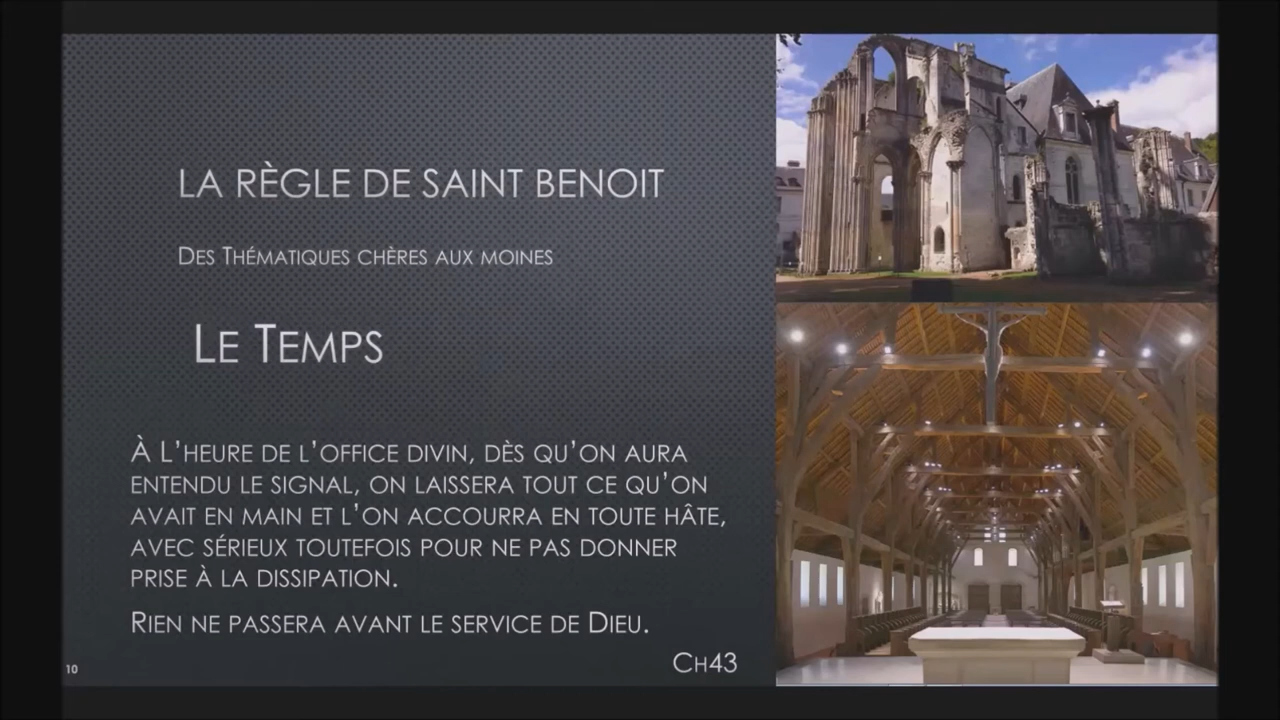 LA RÈGLE DE SAINT BENOIT
DES THÉMATIQUES CHÈRES AUX MOINES
LE TEMPS
À L'HEURE DE L'OFFICE DIVIN, DÈS QU'ON AURA
ENTENDU LE SIGNAL, ON LAISSERA TOUT CE QU'ON
AVAIT EN MAIN ET L'ON ACCOURRA EN TOUTE HÂTE,
AVEC SÉRIEUX TOUTEFOIS POUR NE PAS DONNER
PRISE À LA DISSIPATION.
RIEN NE PASSERA AVANT LE SERVICE DE DIEU.
CH43
10